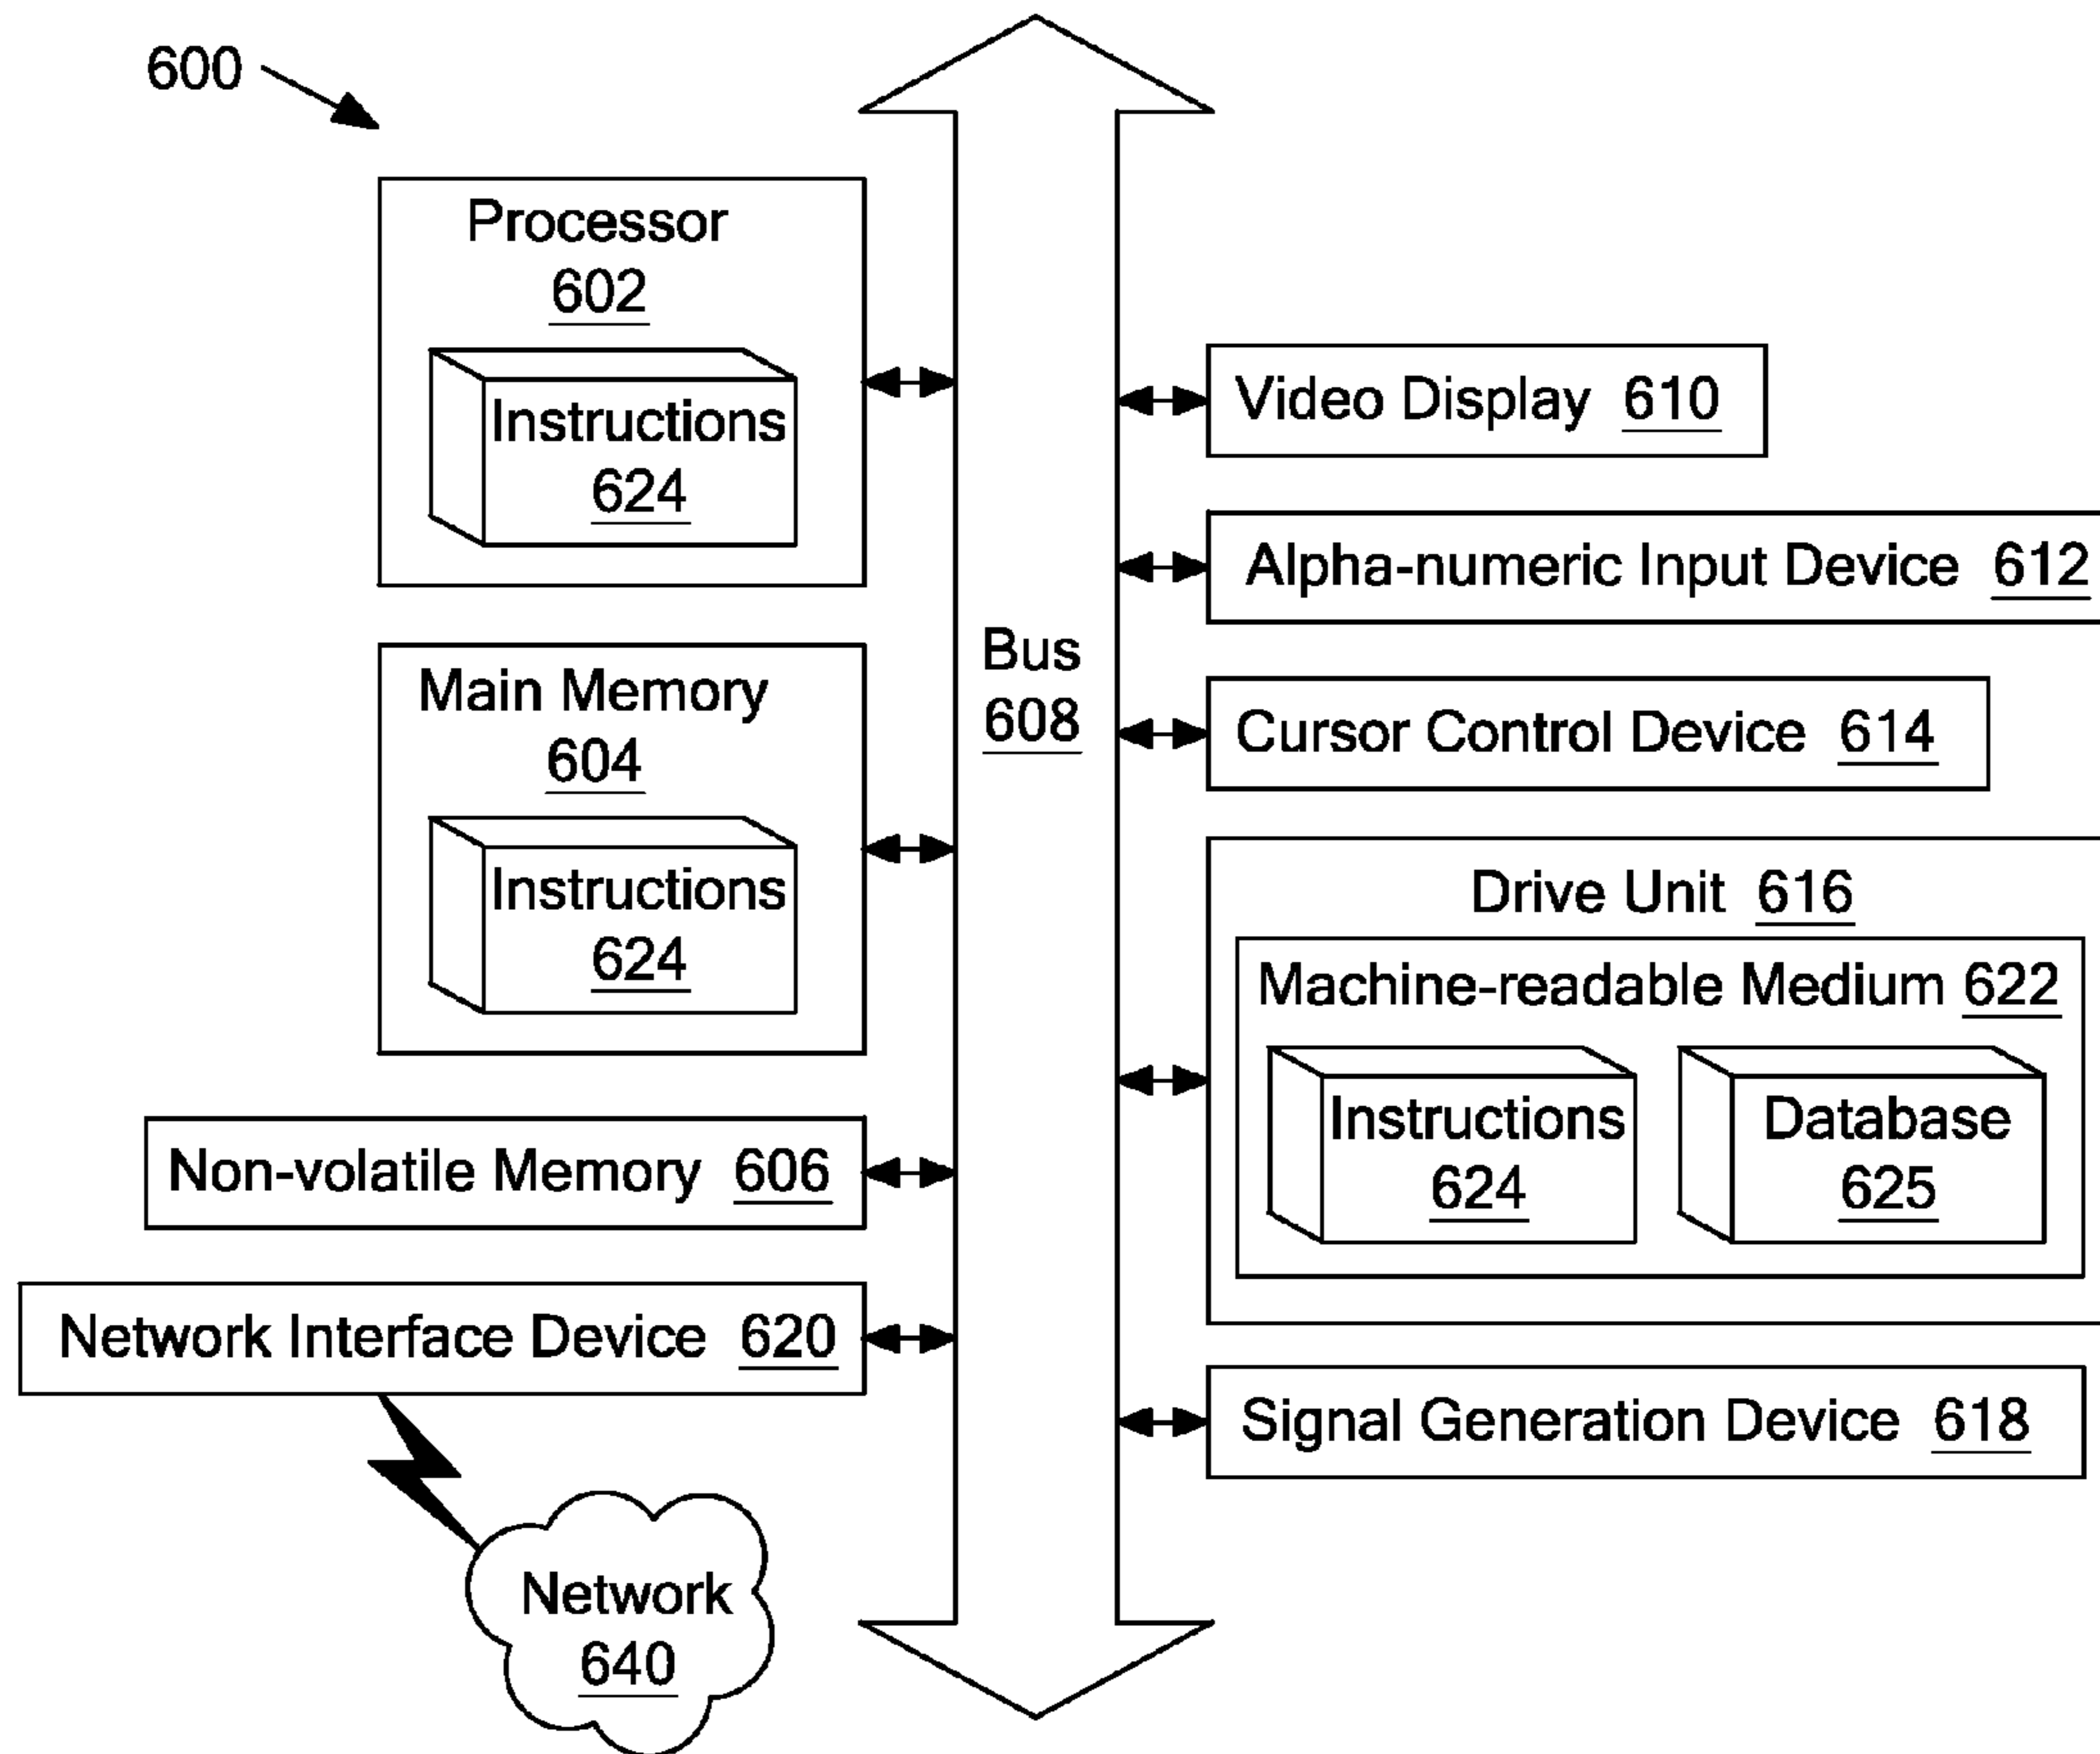 600
Processor
602
Instructions
624
Main Memory
604
Instructions
624
Non-volatile Memory 606
Network Interface Device 620
Network
640
Bus
608
Video Display 610
Alpha-numeric Input Device 612
Cursor Control Device 614
Drive Unit 616
Machine-readable Medium 622
Instructions
624
Database
625
Signal Generation Device 618